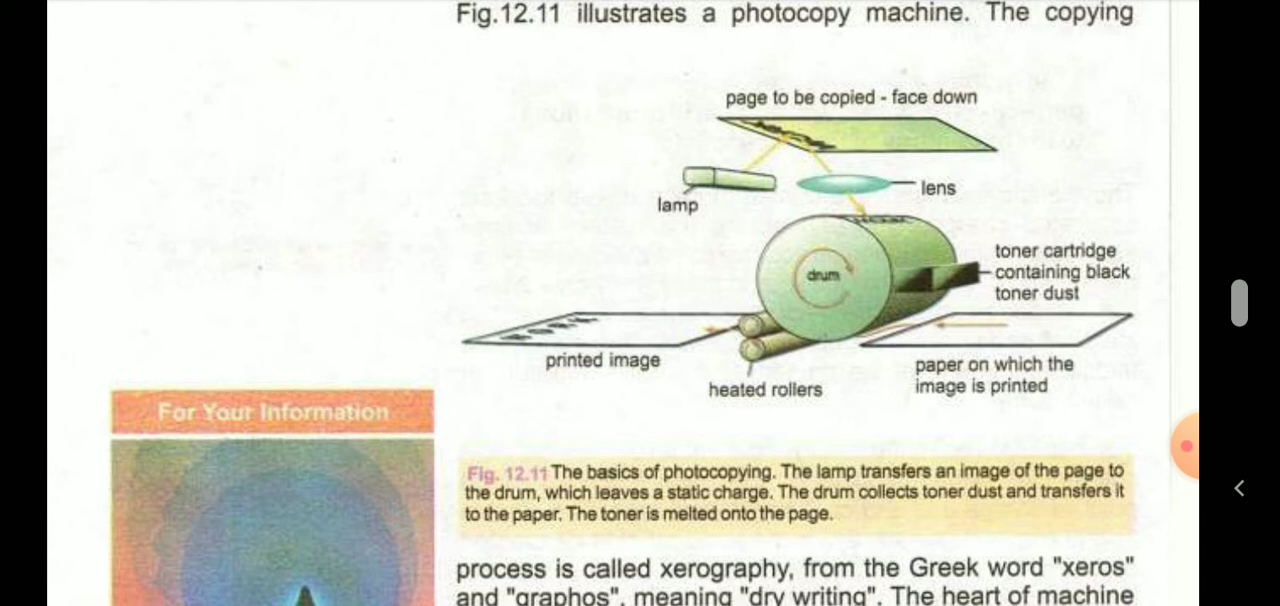 Fig.12.11 illustrates a photocopy machine. The copying
page to be copied - face down
lens
lamp
drum
toner cartridge
containing black
toner dust
printed image
heated rollers
paper on which the
image is printed
For Your Information
Fig. 12.11 The basics of photocopying. The lamp transfers an image of the page to
the drum, which leaves a static charge. The drum collects toner dust and transfers it
to the paper. The toner is melted onto the page.
process is called xerography, from the Greek word "xeros"
and "graphos", meaning "dry writing". The heart of machine